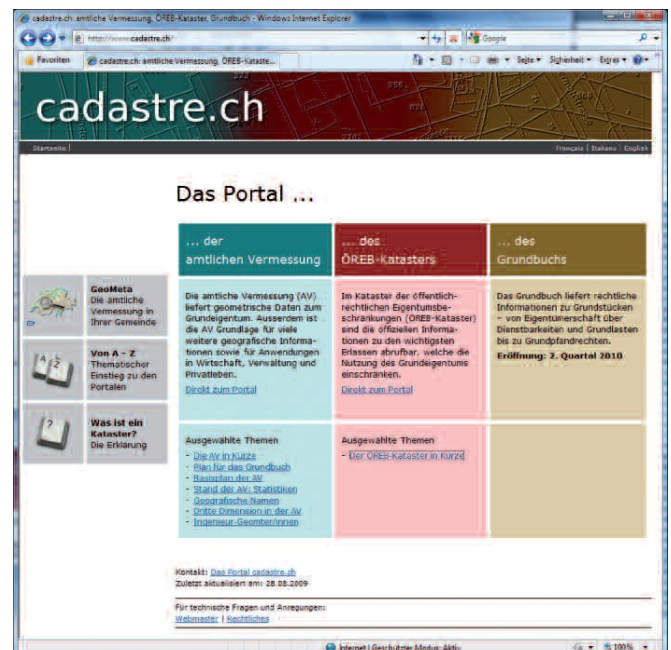 cadastre.ch: amtliche Vermessung, ÖREB-Kataster, Grundbuch - Windows Internet Explorer
http://www.cadastre.ch/
Google
Favoriten
cadastre.ch: amtliche Vermessung, ÖREB-Kataste...
Seite
Sicherheit
Extras
cadastre.ch
Startseite |
Français | Italiano | English
Das Portal ...
... der
amtlichen Vermessung
... des
ÖREB-Katasters
... des
Grundbuchs
GeoMeta
Die amtliche
Vermessung in
Ihrer Gemeinde
Von A - Z
Thematischer
Einstieg zu den
Portalen
Was ist ein
Kataster?
Die Erklärung
Die amtliche Vermessung (AV)
liefert geometrische Daten zum
Grundeigentum. Ausserdem ist
die AV Grundlage für viele
weitere geografische Informa-
tionen sowie für Anwendungen
in Wirtschaft, Verwaltung und
Privatleben.
Direkt zum Portal
Im Kataster der öffentlich-
rechtlichen Eigentumsbe-
schränkungen (ÖREB-Kataster)
sind die offiziellen Informa-
tionen zu den wichtigsten
Erlassen abrufbar, welche die
Nutzung des Grundeigentums
einschränken.
Direkt zum Portal
Das Grundbuch liefert rechtliche
Informationen zu Grundstücken
- von Eigentümerschaft über
Dienstbarkeiten und Grundlasten
bis zu Grundpfandrechten.
Eröffnung: 2. Quartal 2010
Ausgewählte Themen
- Die AV in Kürze
- Plan für das Grundbuch
- Basisplan der AV
- Stand der AV: Statistiken
- Geografische Namen
- Dritte Dimension in der AV
- Ingenieur-Geomter/innen
Ausgewählte Themen
- Der ÖREB-Kataster in Kürze
Kontakt: Das Portal cadastre.ch
Zuletzt aktualisiert am: 28.08.2009
Für technische Fragen und Anregungen:
Webmaster | Rechtliches
Internet | Geschützter Modus: Aktiv
100%